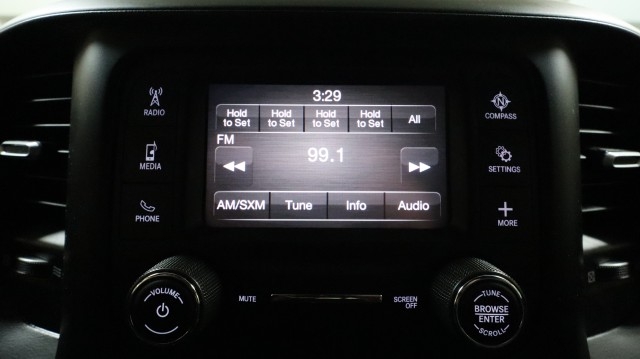 3:29
Hold to Set Hold to Set Hold to Set Hold to Set All
FM
99.1
AM/SXM Tune Info Audio
RADIO
MEDIA
PHONE
N
COMPASS
SETTINGS
MORE
VOLUME
MUTE
SCREEN
OFF
TUNE
BROWSE
ENTER
SCROLL